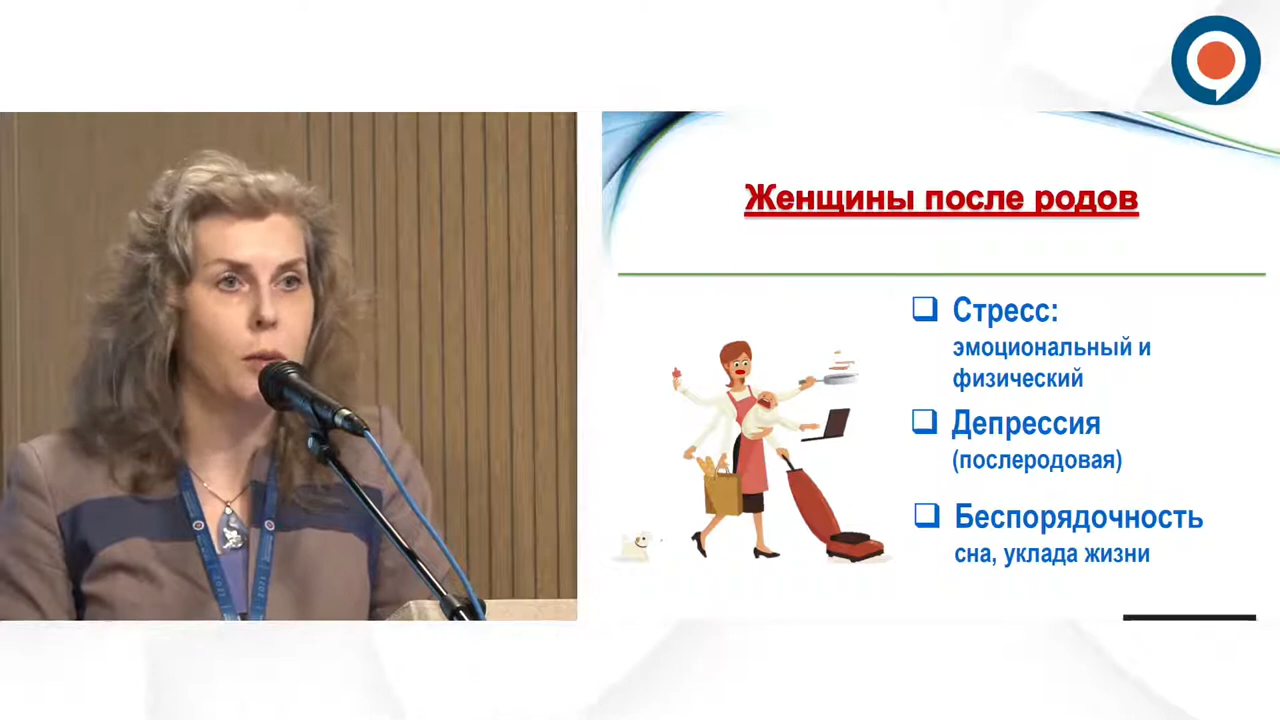 Женщины после родов
Стресс:
эмоциональный и
физический
Депрессия
(послеродовая)
Беспорядочность
сна, уклада жизни